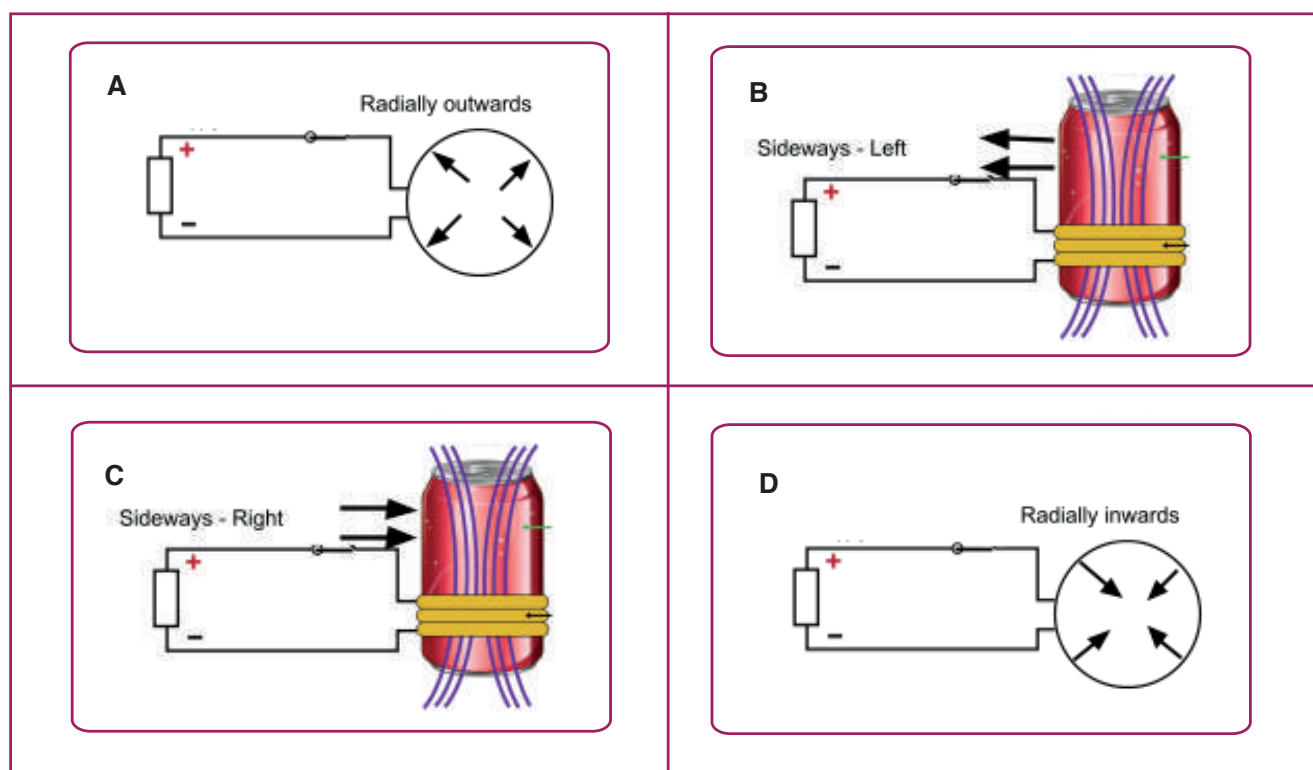 A
Radially outwards
+
−
B
Sideways - Left
+
−
C
Sideways - Right
+
−
D
Radially inwards
+
−